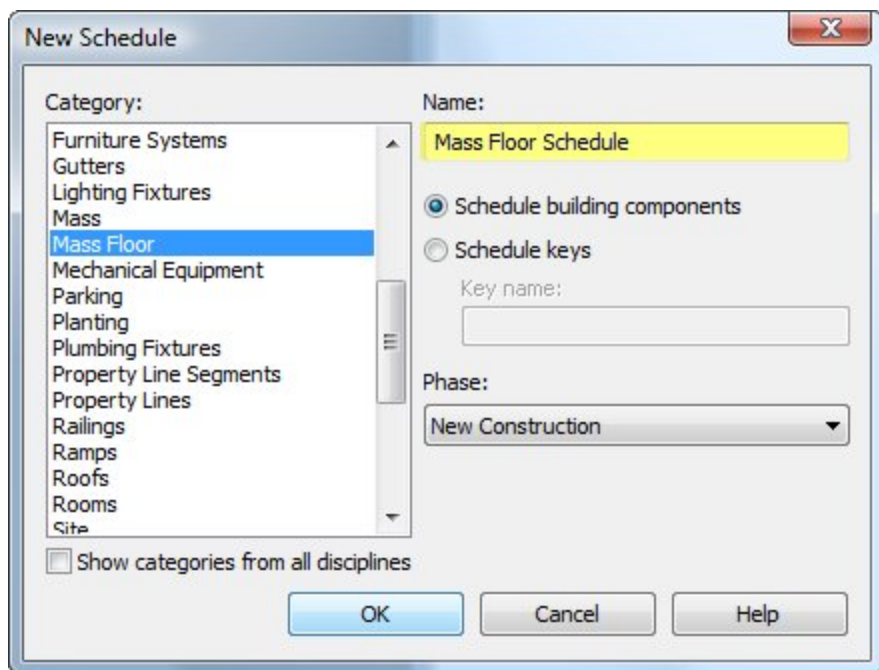 New Schedule
Category:
Furniture Systems
Gutters
Lighting Fixtures
Mass
Mass Floor
Mechanical Equipment
Parking
Planting
Plumbing Fixtures
Property Line Segments
Property Lines
Railings
Ramps
Roofs
Rooms
Site
Show categories from all disciplines
Name:
Mass Floor Schedule
Schedule building components
Schedule keys
Key name:
Phase:
New Construction
OK
Cancel
Help